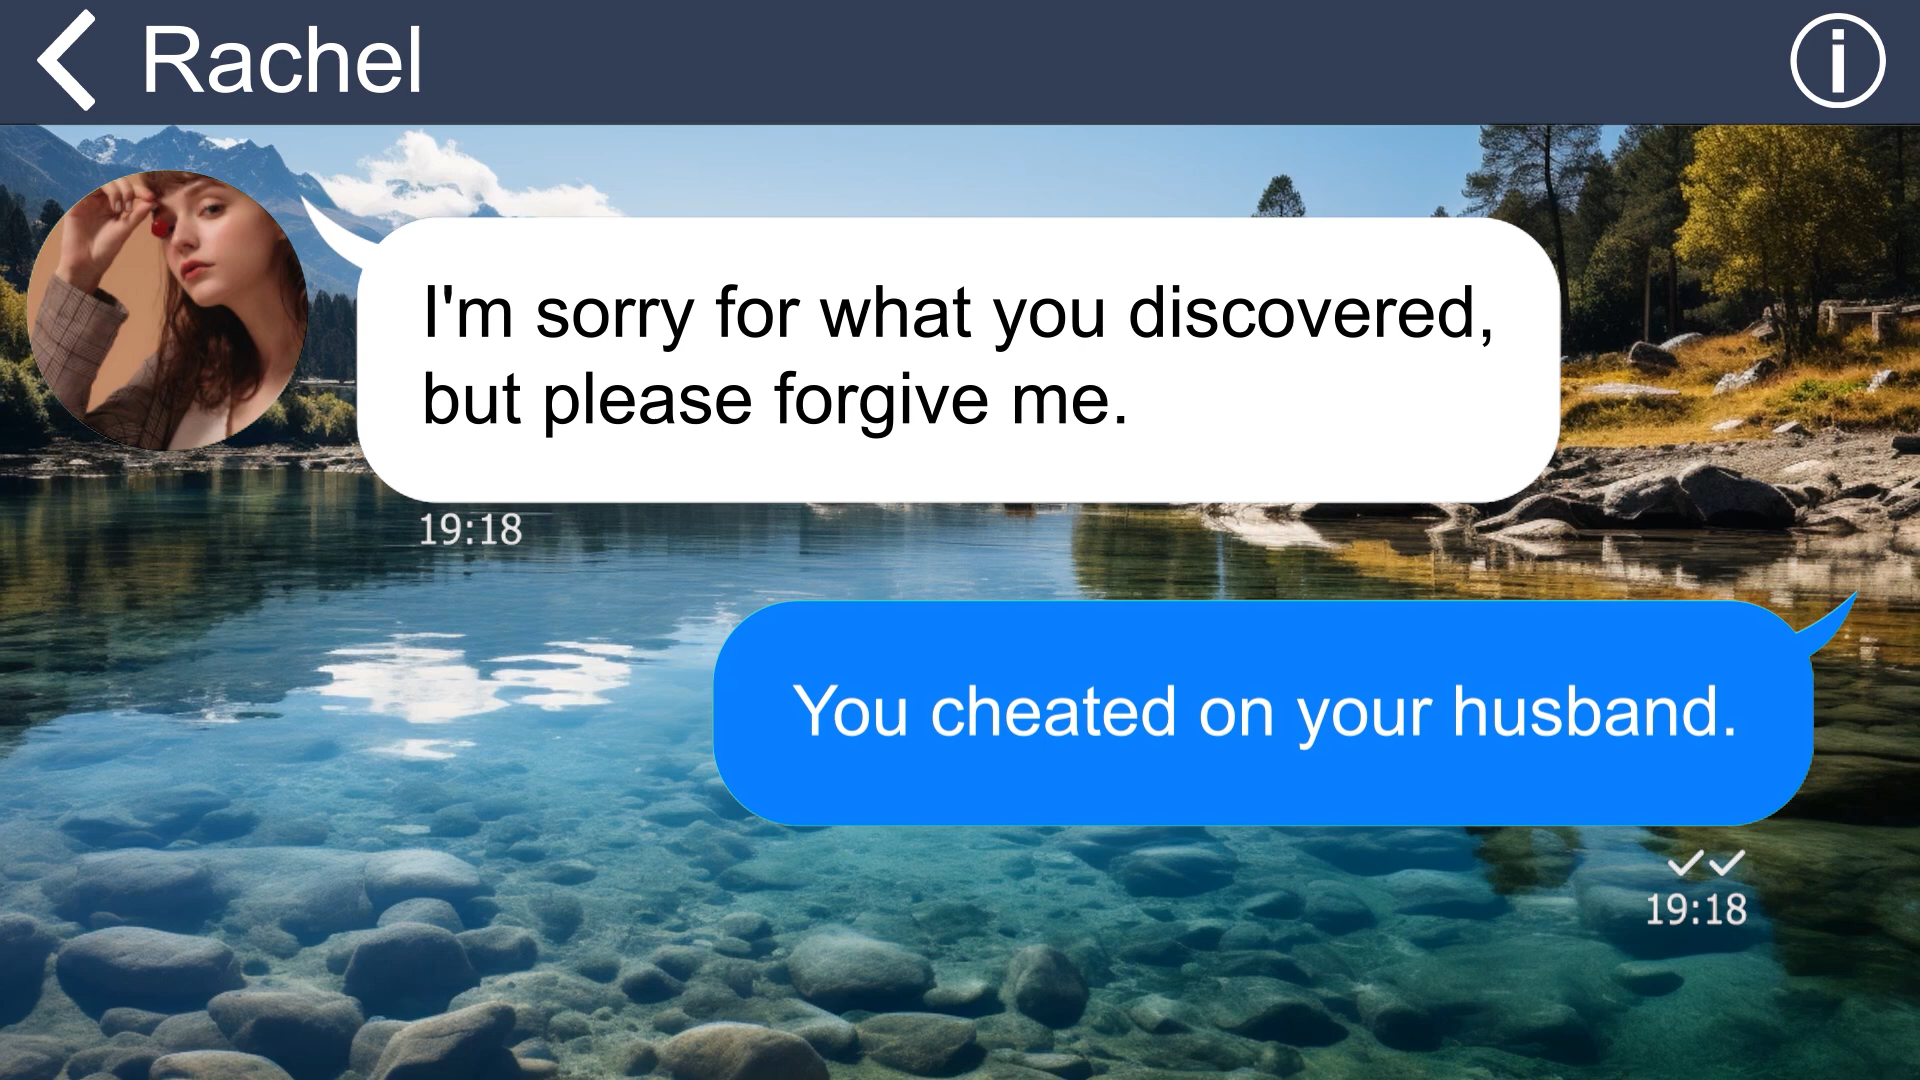 Rachel
I'm sorry for what you discovered,
but please forgive me.
19:18
You cheated on your husband.
19:18